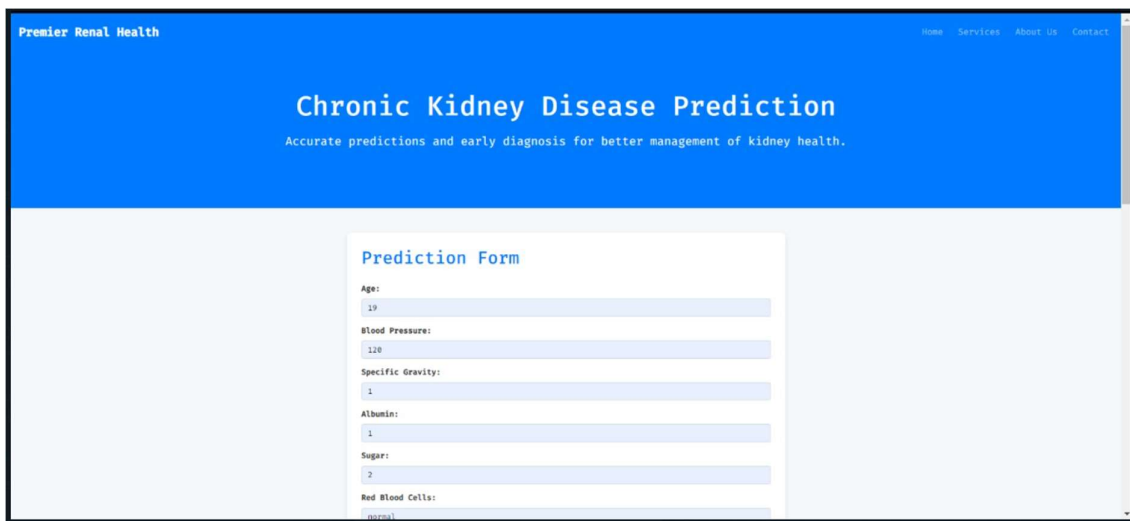 Premier Renal Health
Home Services About Us Contact
Chronic Kidney Disease Prediction
Accurate predictions and early diagnosis for better management of kidney health.
Prediction Form
Age:
19
Blood Pressure:
120
Specific Gravity:
1
Albumin:
1
Sugar:
2
Red Blood Cells:
normal